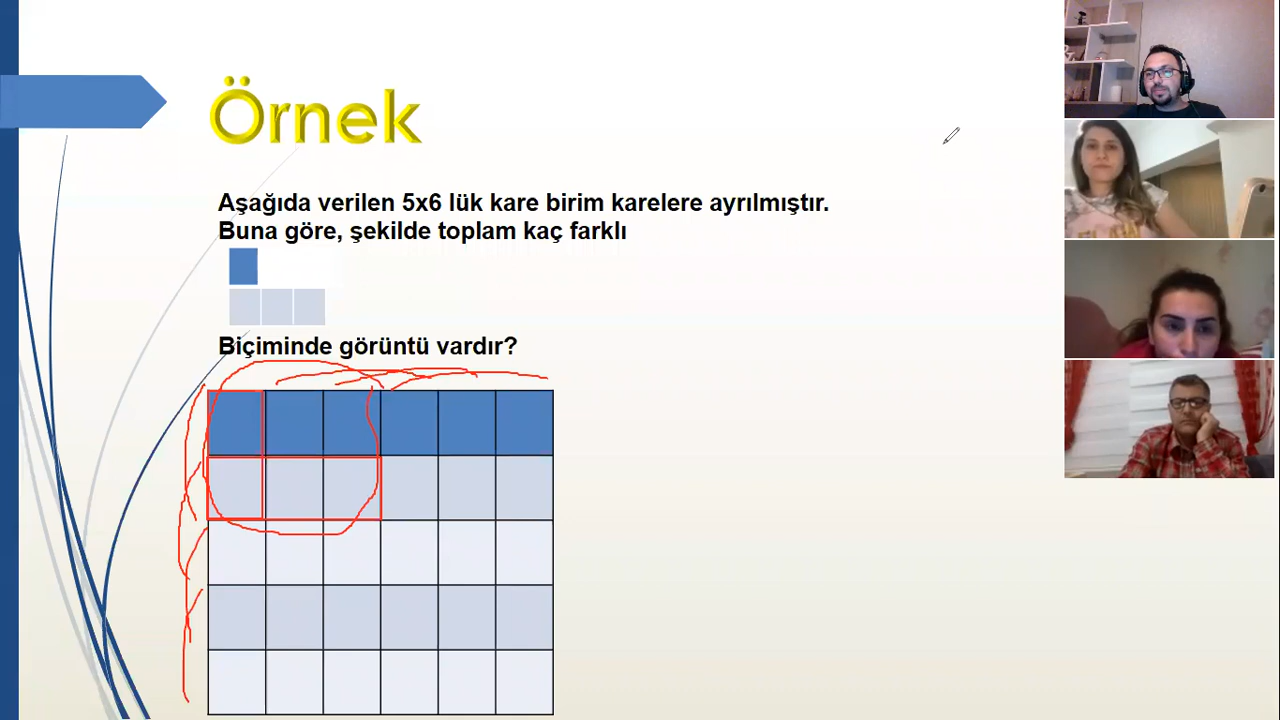 Örnek
Aşağıda verilen 5x6 lük kare birim karelere ayrılmıştır.
Buna göre, şekilde toplam kaç farklı
Biçiminde görüntü vardır?